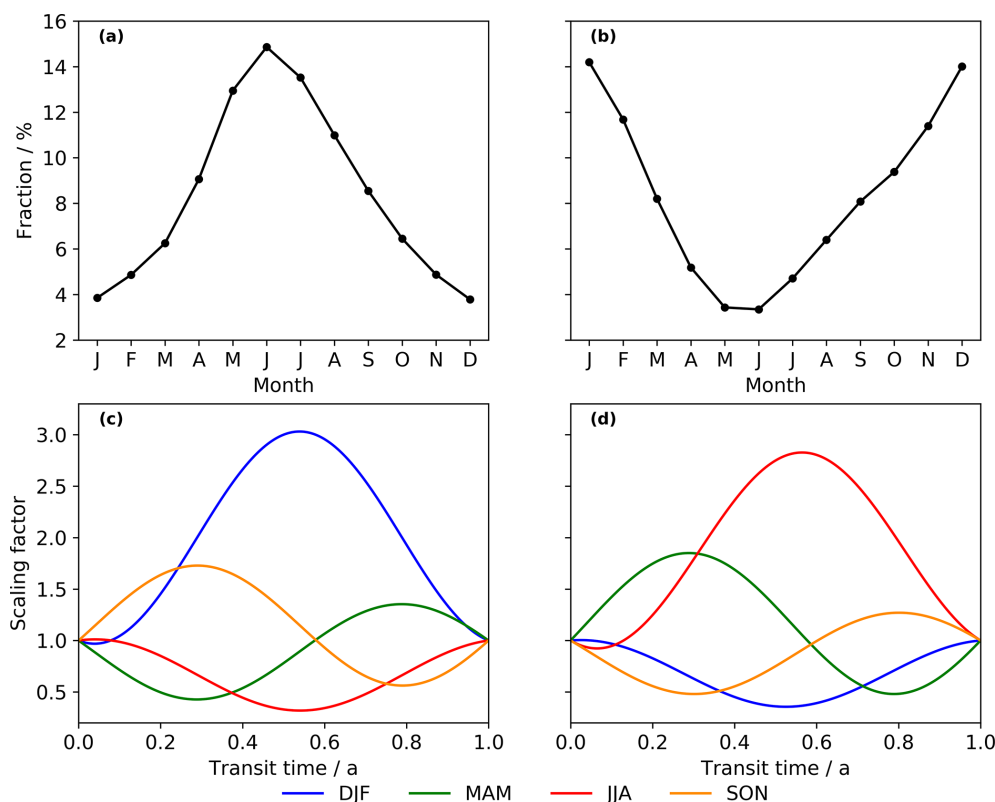 (a)
16
14
12
10
8
6
4
2
Fraction / %
J F M A M J J A S O N D
Month
(b)
J F M A M J J A S O N D
Month
(c)
3.0
2.5
2.0
1.5
1.0
0.5
Scaling factor
0.0 0.2 0.4 0.6 0.8 1.0
Transit time / a
(d)
0.0 0.2 0.4 0.6 0.8 1.0
Transit time / a
DJF MAM JJA SON